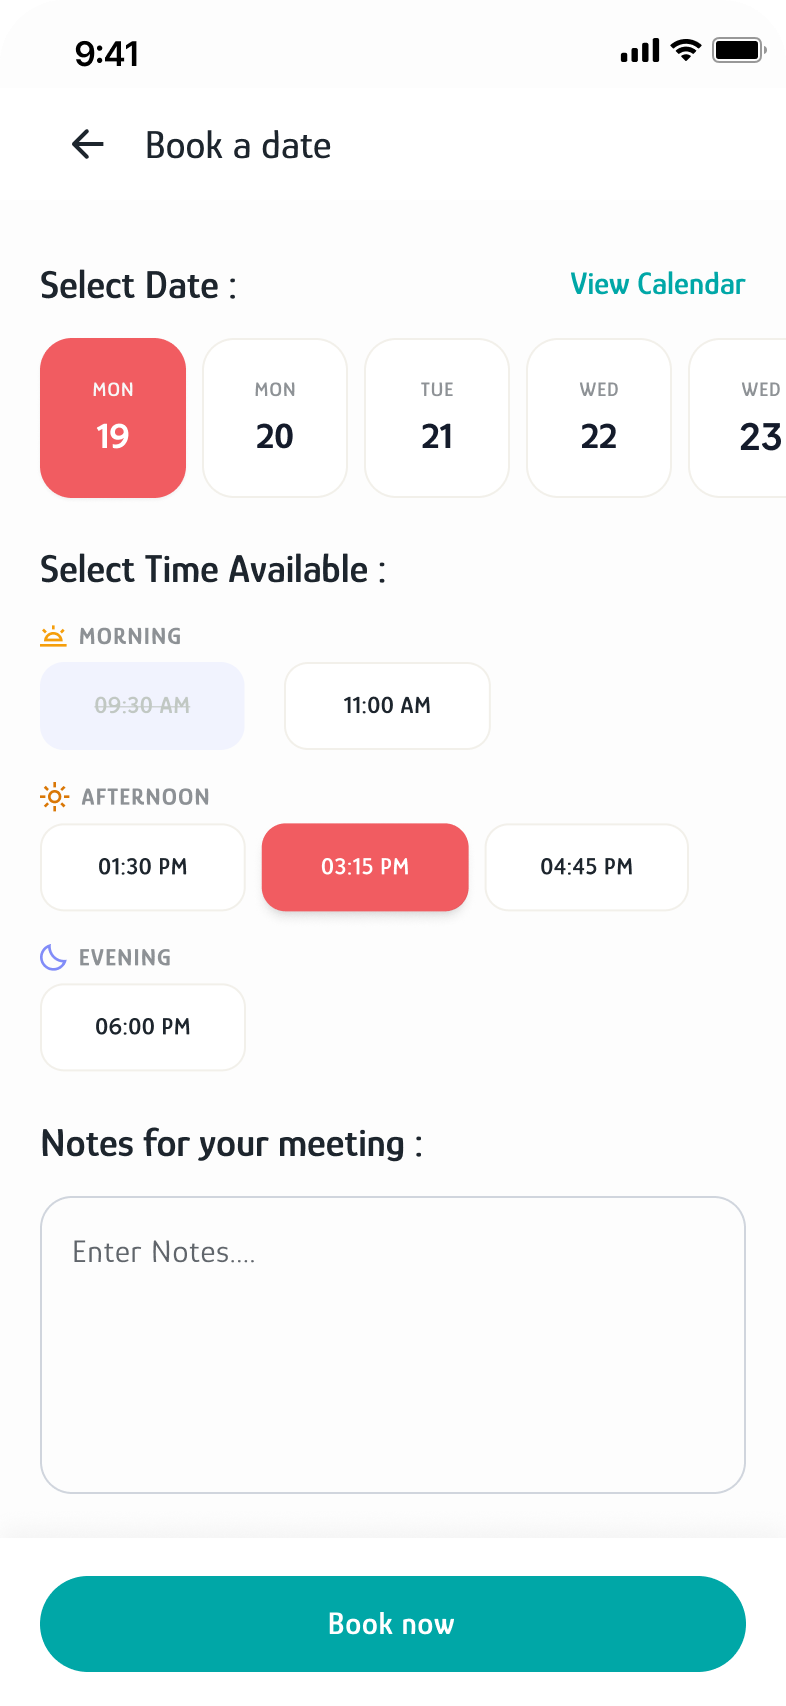 9:41
Book a date
Select Date :
View Calendar
MON MON TUE WED WED
19 20 21 22 23
Select Time Available :
MORNING
09:30 AM 11:00 AM
AFTERNOON
01:30 PM 03:15 PM 04:45 PM
EVENING
06:00 PM
Notes for your meeting :
Enter Notes....
Book now